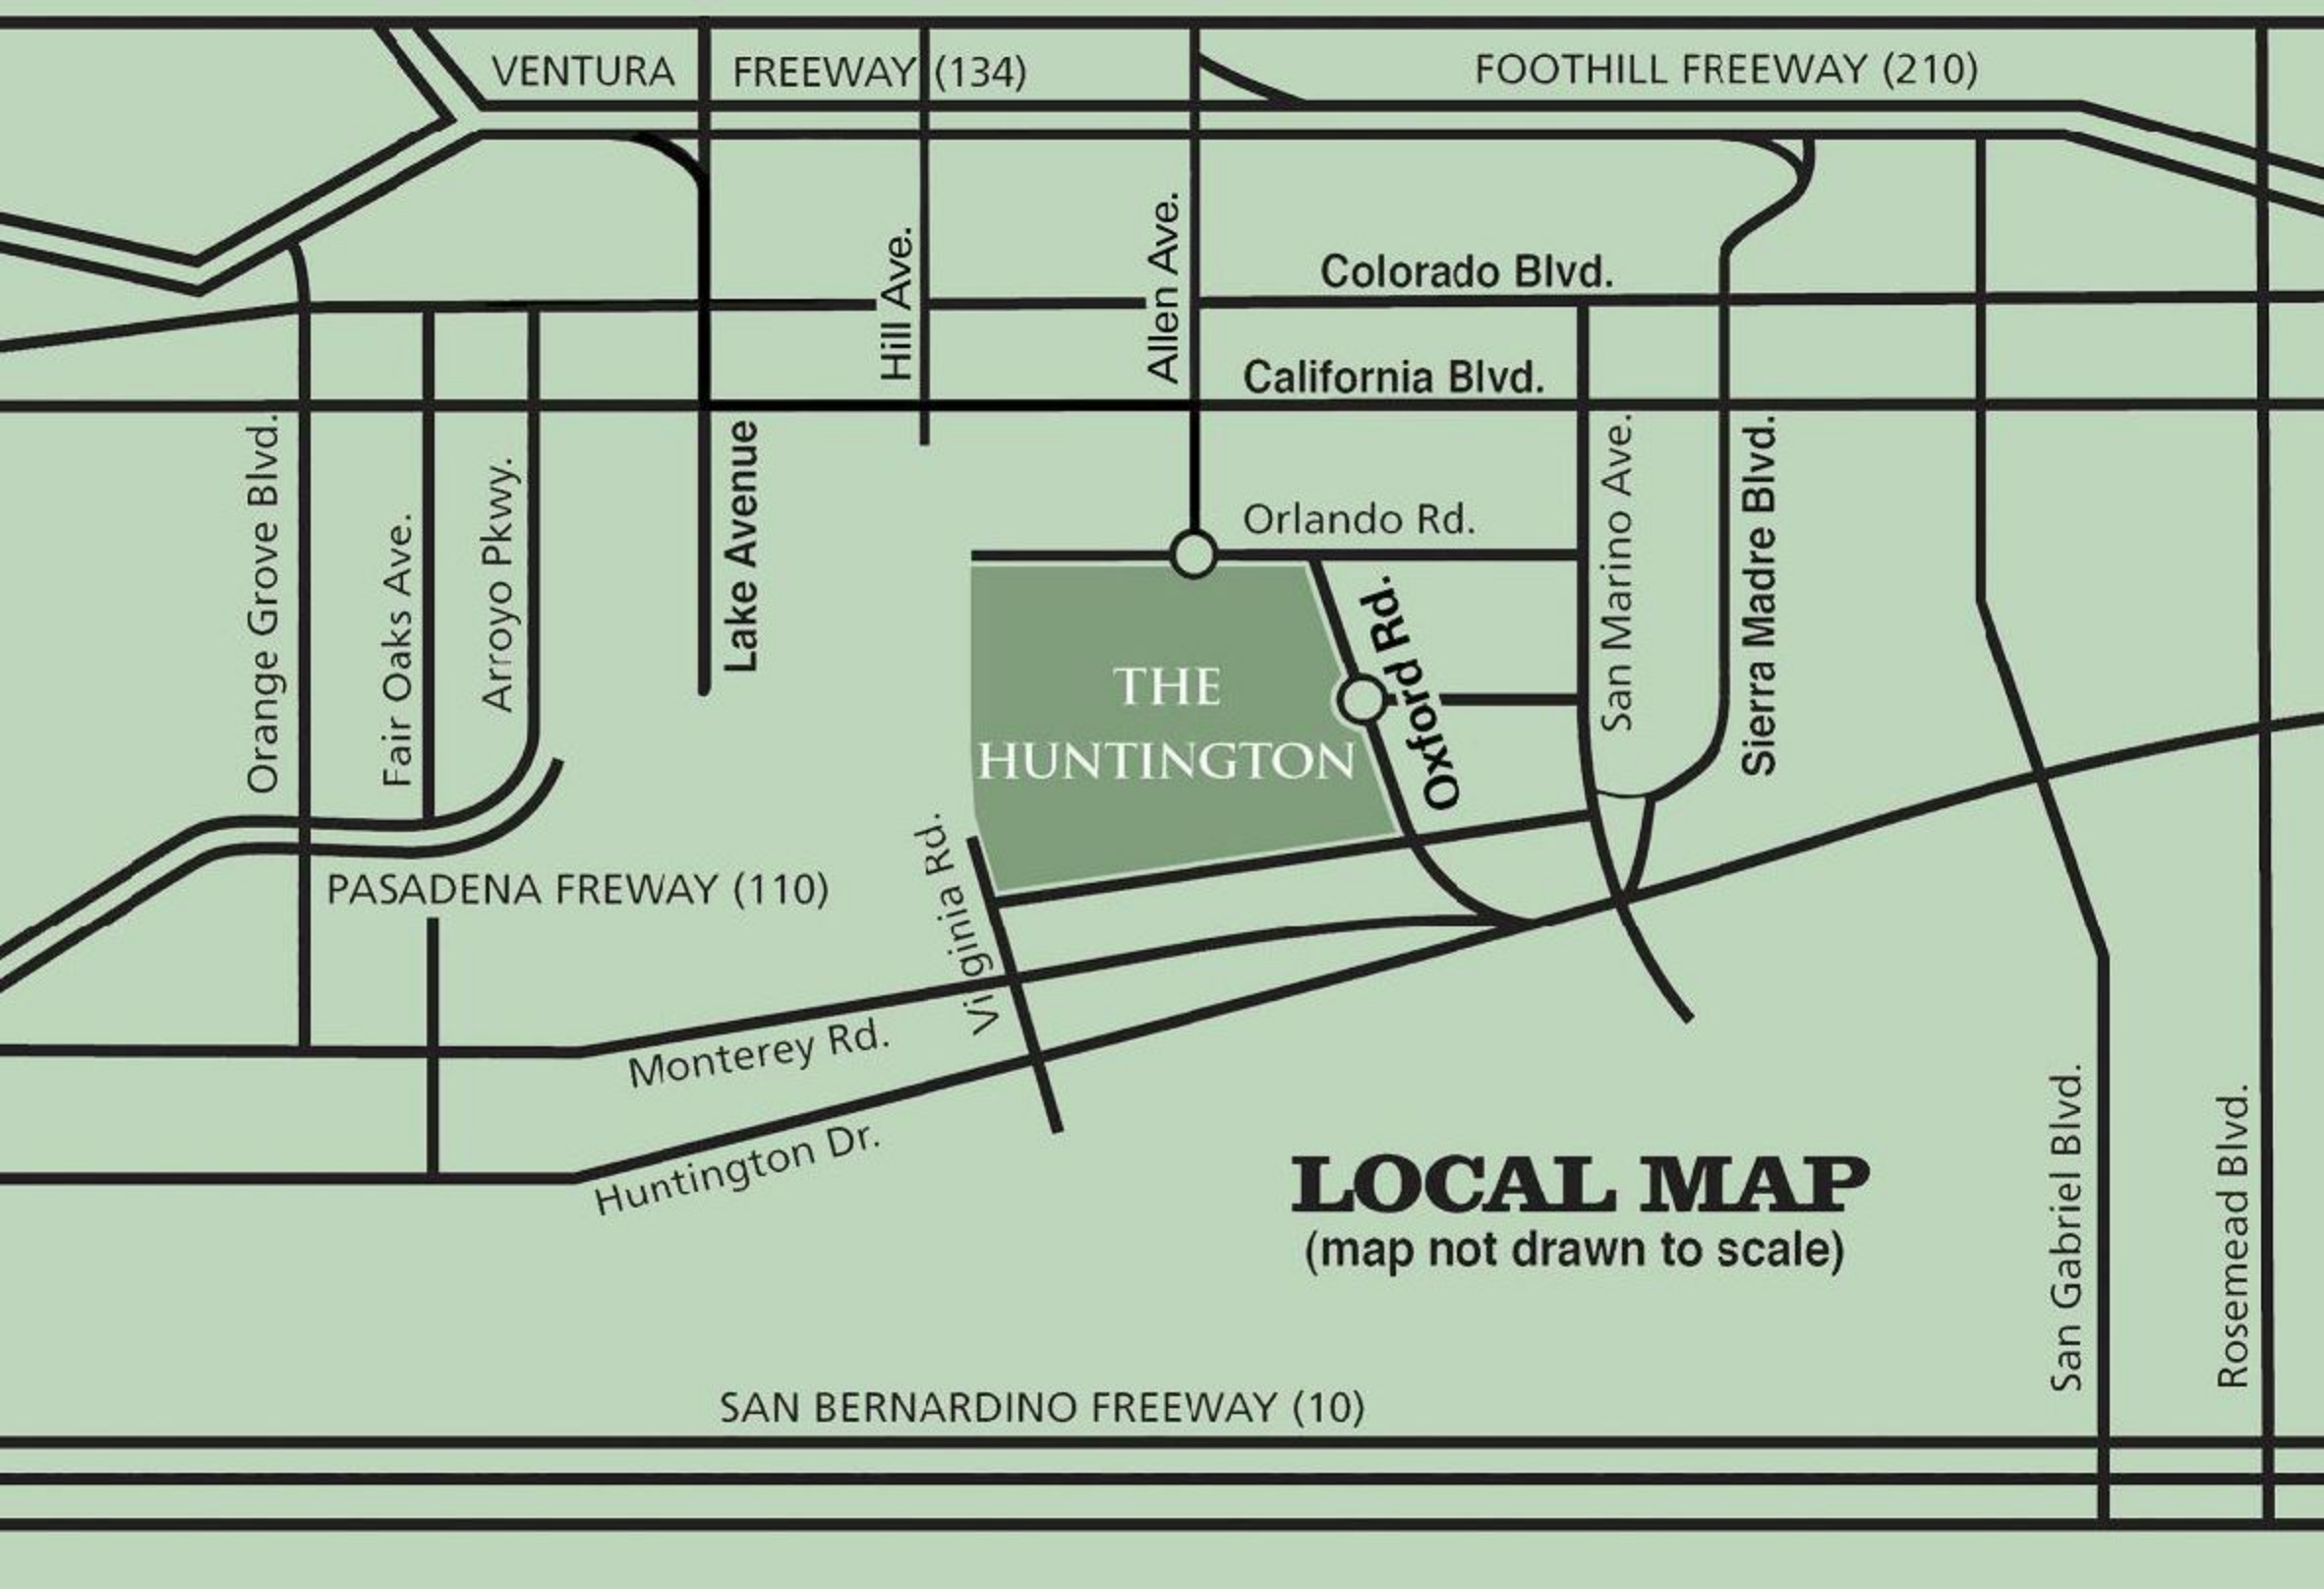 VENTURA FREEWAY (134)
FOOTHILL FREEWAY (210)
Hill Ave.
Allen Ave.
Colorado Blvd.
California Blvd.
Orange Grove Blvd.
Fair Oaks Ave.
Arroyo Pkwy.
Lake Avenue
Orlando Rd.
San Marino Ave.
Sierra Madre Blvd.
Oxford Rd.
THE
HUNTINGTON
Virginia Rd.
PASADENA FREWAY (110)
Monterey Rd.
Huntington Dr.
LOCAL MAP
(map not drawn to scale)
San Gabriel Blvd.
Rosemead Blvd.
SAN BERNARDINO FREEWAY (10)